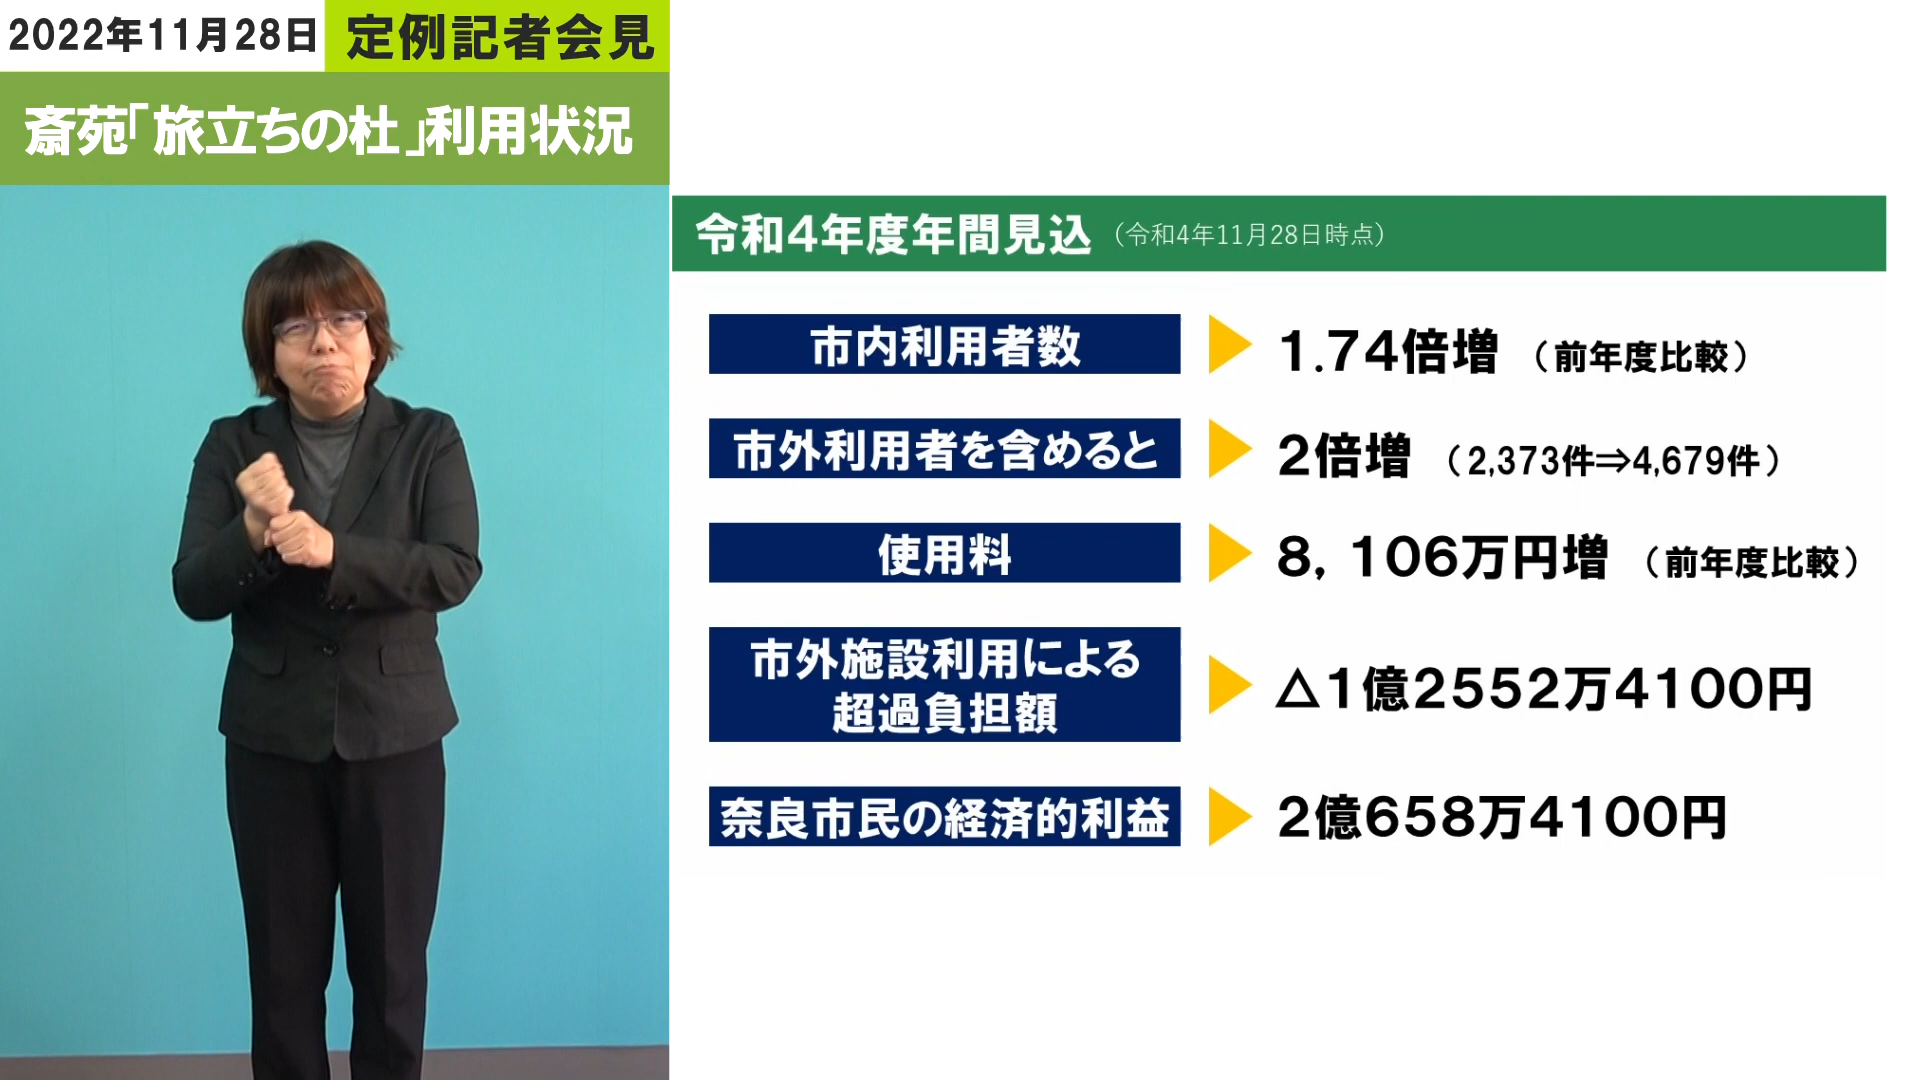 2022年11月28日 定例記者会見
斎苑「旅立ちの杜」利用状況
令和4年度年間見込 (令和4年11月28日時点)
市内利用者数 1.74倍増 (前年度比較)
市外利用者を含めると 2倍増 (2,373件⇒4,679件)
使用料 8,106万円増 (前年度比較)
市外施設利用による
超過負担額
△1億2552万4100円
奈良市民の経済的利益 2億658万4100円